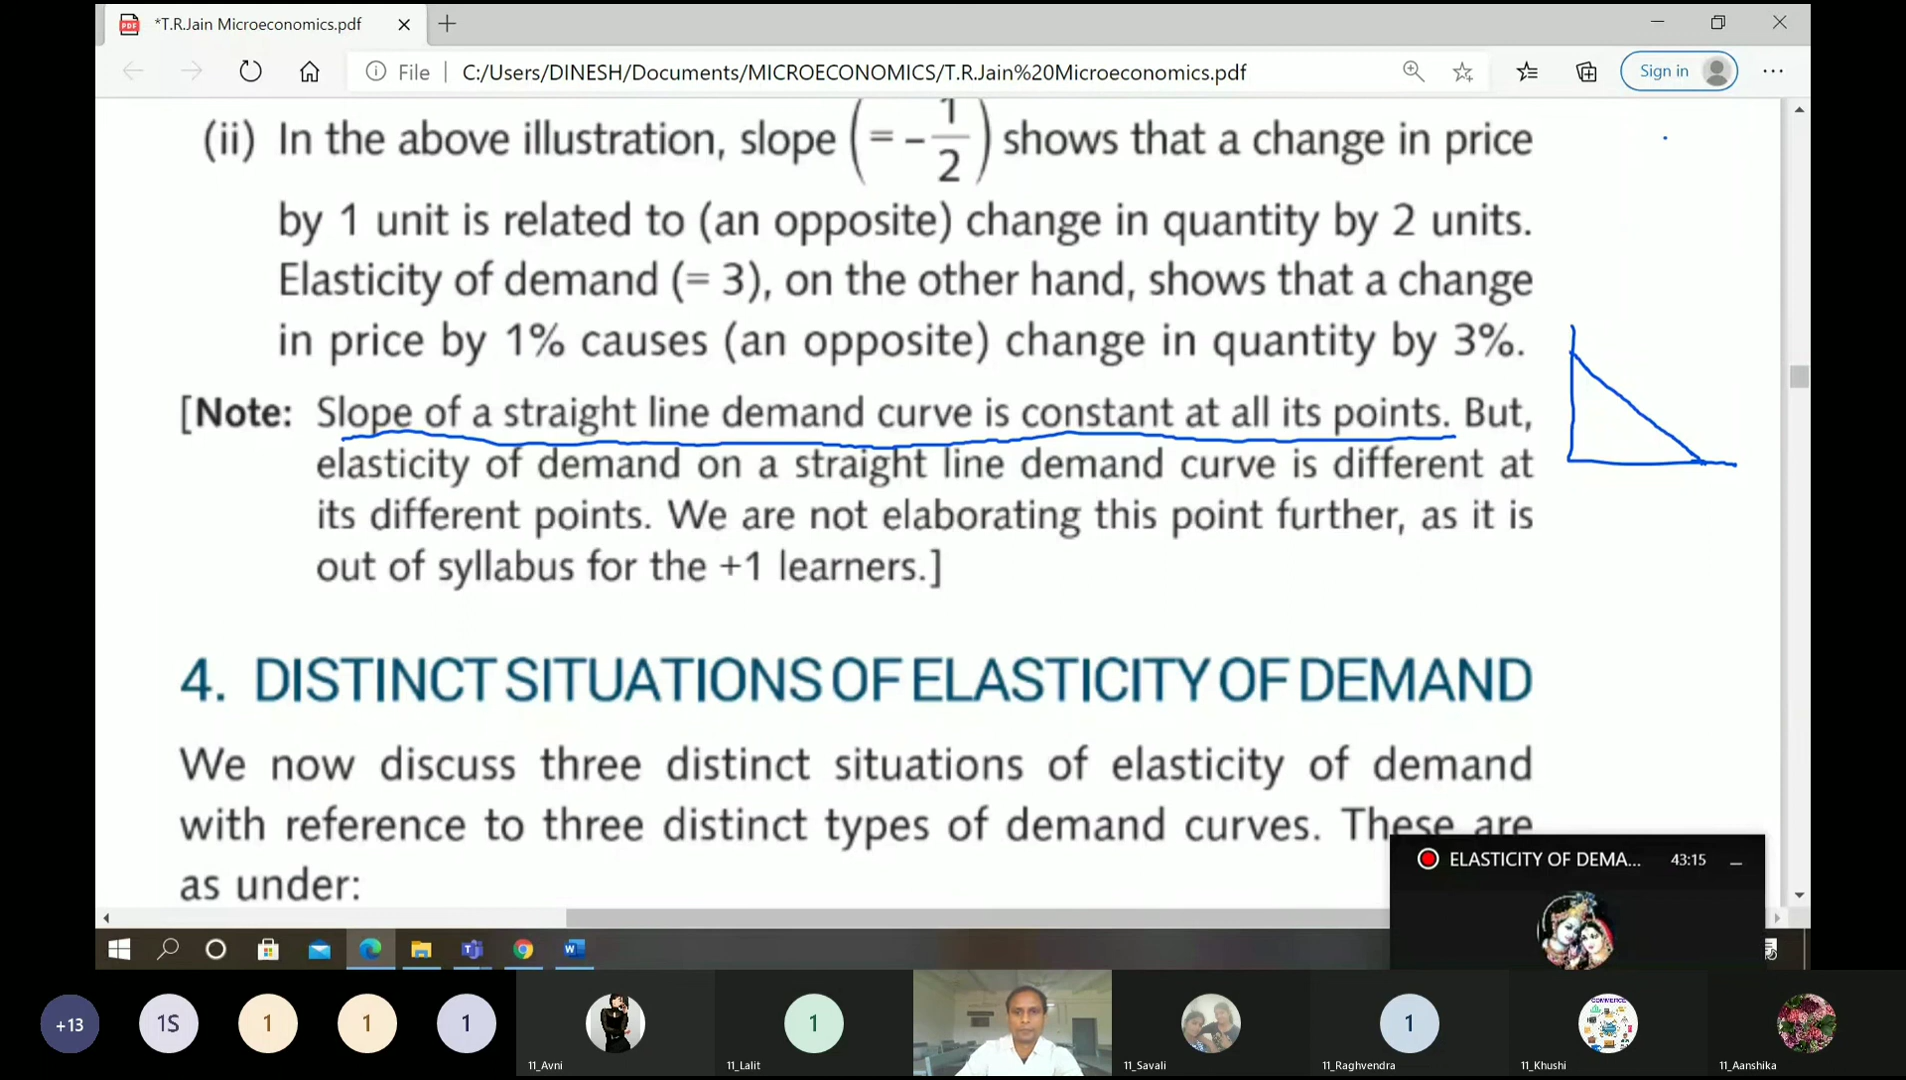 *T.R.Jain Microeconomics.pdf
File
C:/Users/DINESH/Documents/MICROECONOMICS/T.R.Jain%20Microeconomics.pdf
Sign in
(ii) In the above illustration, slope (= -1/2) shows that a change in price
by 1 unit is related to (an opposite) change in quantity by 2 units.
Elasticity of demand (= 3), on the other hand, shows that a change
in price by 1% causes (an opposite) change in quantity by 3%.
[Note: Slope of a straight line demand curve is constant at all its points. But,
elasticity of demand on a straight line demand curve is different at
its different points. We are not elaborating this point further, as it is
out of syllabus for the +1 learners.]
4. DISTINCT SITUATIONS OF ELASTICITY OF DEMAND
We now discuss three distinct situations of elasticity of demand
with reference to three distinct types of demand curves. These are
as under:
ELASTICITY OF DEMA... 43:15
+13 1S 1 1 1 1 1
11_Avni 11_Lalit 11_Savali 11_Raghvendra 11_Khushi 11_Aanshika